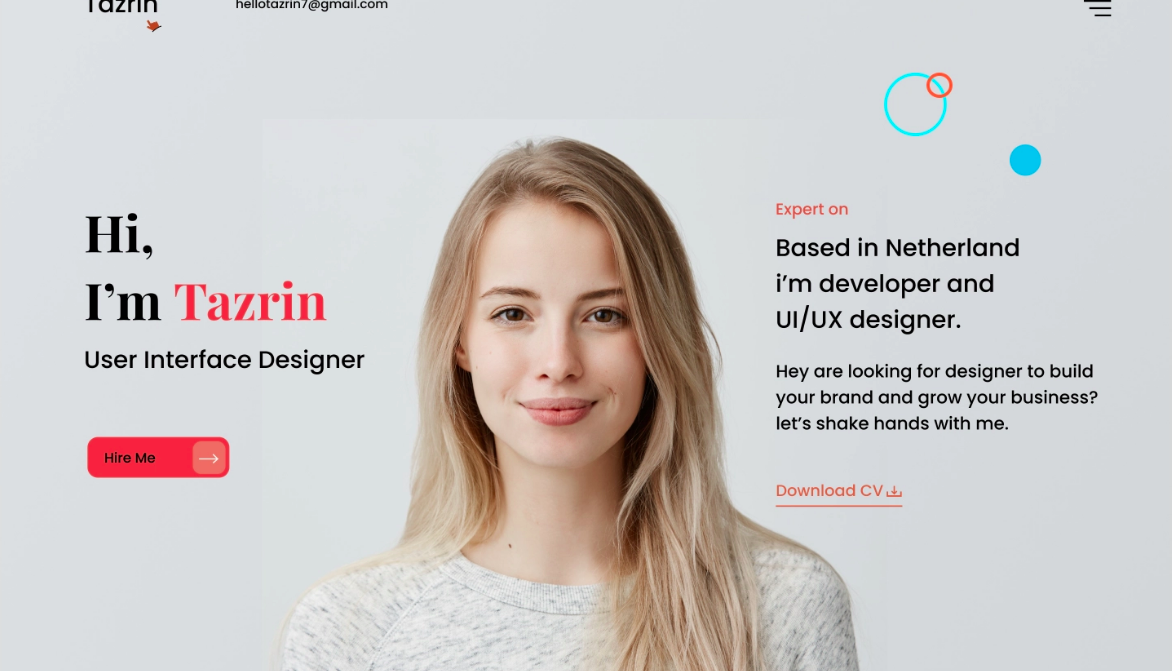 Tazrin
hellotazrin7@gmail.com
Hi,
I'm Tazrin
User Interface Designer
Hire Me
Expert on
Based in Netherland
i'm developer and
UI/UX designer.
Hey are looking for designer to build
your brand and grow your business?
let's shake hands with me.
Download CV